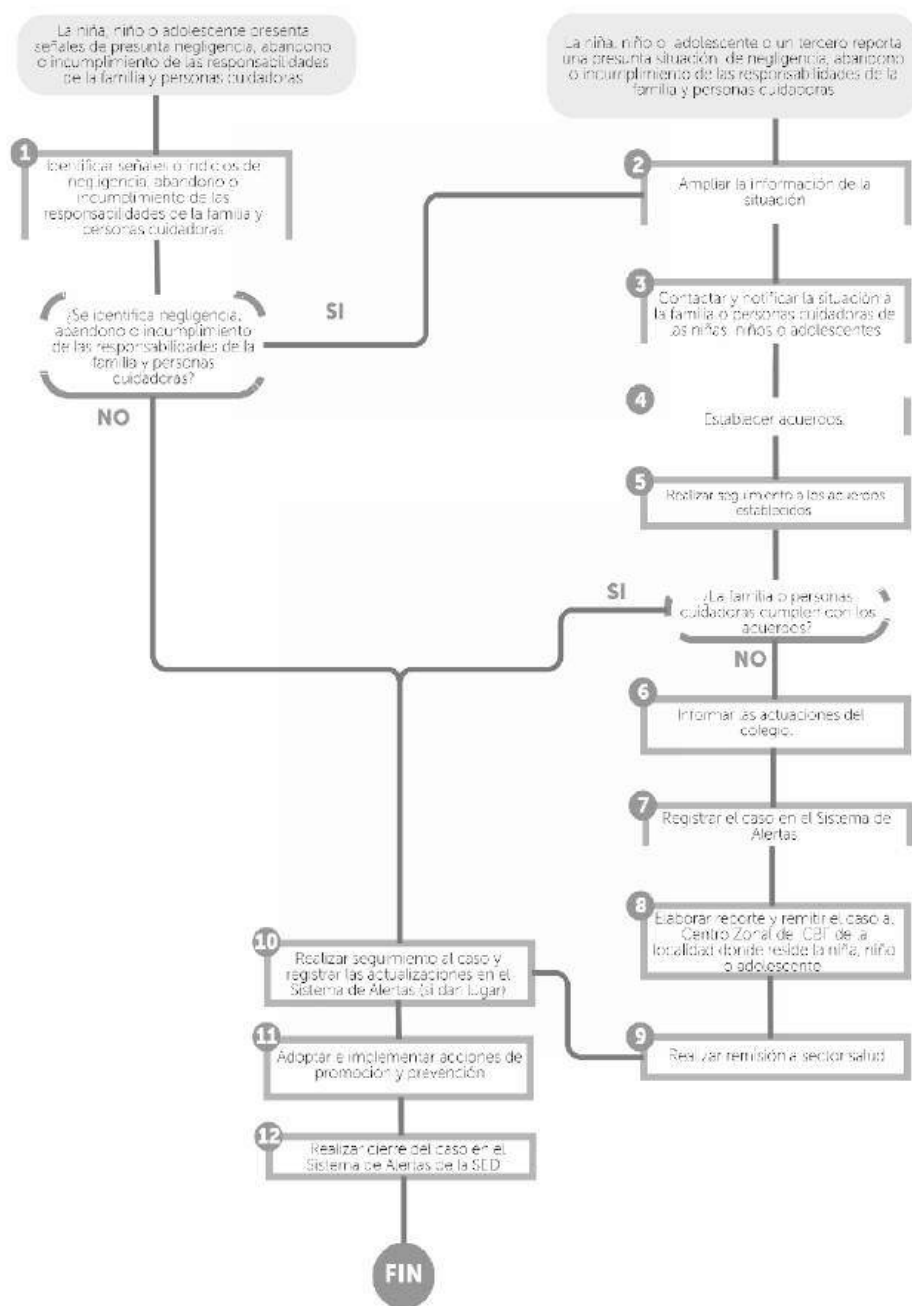 La niña, niño o adolescente presenta
señales de presunta negligencia, abandono
o incumplimiento de las responsabilidades
de la familia y personas cuidadoras
La niña, niño o adolescente o un tercero reporta
una presunta situación de negligencia, abandono
o incumplimiento de las responsabilidades de la
familia y personas cuidadoras
1
Identificar señales o indicios de
negligencia, abandono o
incumplimiento de las
responsabilidades de la familia y
personas cuidadoras
2
Ampliar la información de la
situación
¿Se identifica negligencia,
abandono o incumplimiento
de las responsabilidades de la
familia y personas
cuidadoras?
SI
NO
3
Contactar y notificar la situación a
la familia o personas cuidadoras de
las niñas, niños o adolescentes
4
Establecer acuerdos.
5
Realizar seguimiento a los acuerdos
establecidos
SI
¿La familia o personas
cuidadoras cumplen con los
acuerdos?
NO
6
Informar las actuaciones del
colegio.
7
Registrar el caso en el Sistema de
Alertas
8
Elaborar reporte y remitir el caso al
Centro Zonal del ICBF de la
localidad donde reside la niña, niño
o adolescente
9
Realizar remisión a sector salud
10
Realizar seguimiento al caso y
registrar las actualizaciones en el
Sistema de Alertas (si dan lugar)
11
Adoptar e implementar acciones de
promoción y prevención
12
Realizar cierre del caso en el
Sistema de Alertas de la SED
FIN